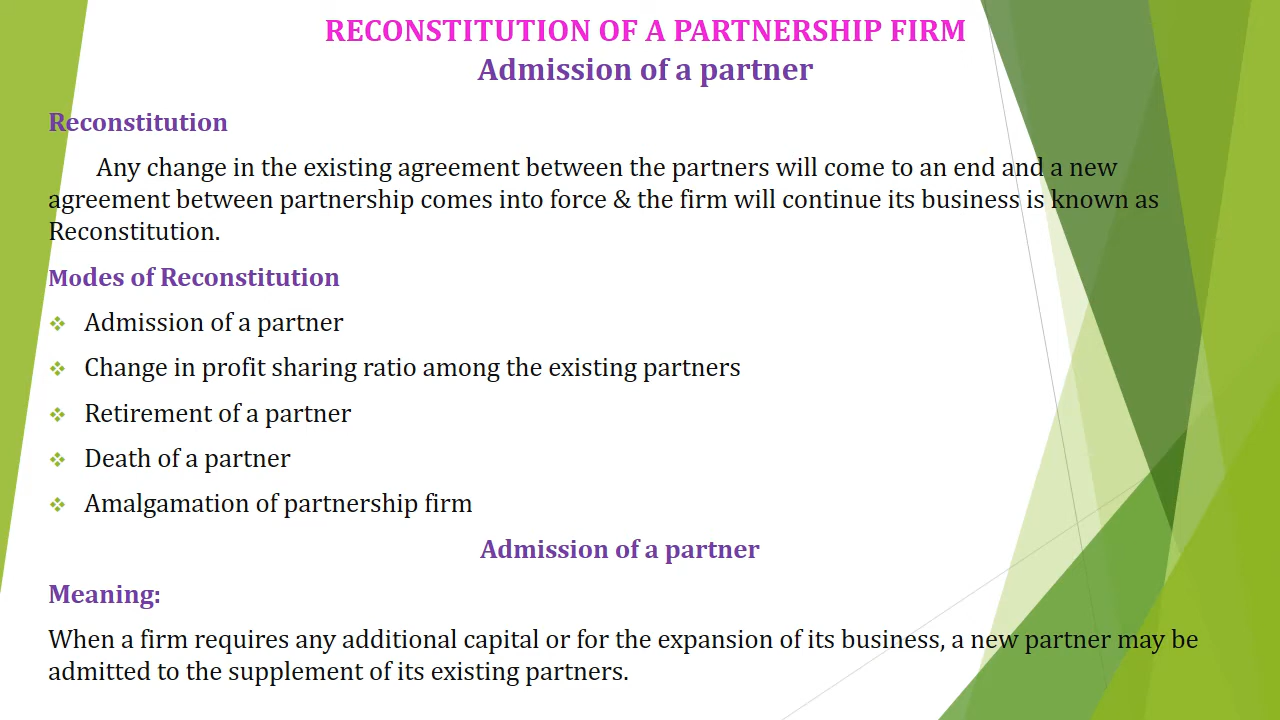 RECONSTITUTION OF A PARTNERSHIP FIRM
Admission of a partner
Reconstitution
Any change in the existing agreement between the partners will come to an end and a new
agreement between partnership comes into force & the firm will continue its business is known as
Reconstitution.
Modes of Reconstitution
❖ Admission of a partner
❖ Change in profit sharing ratio among the existing partners
❖ Retirement of a partner
❖ Death of a partner
❖ Amalgamation of partnership firm
Admission of a partner
Meaning:
When a firm requires any additional capital or for the expansion of its business, a new partner may be
admitted to the supplement of its existing partners.